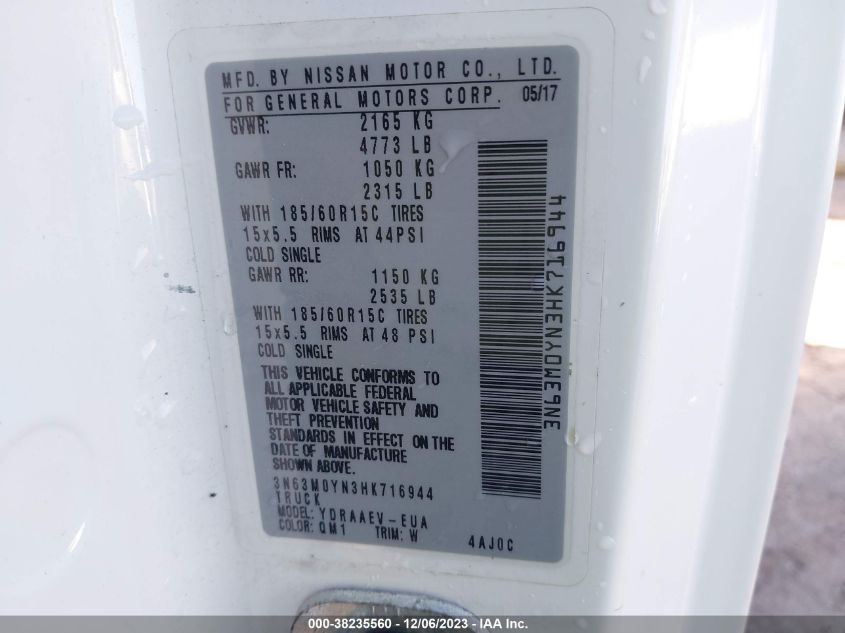 MFD. BY NISSAN MOTOR CO., LTD.
FOR GENERAL MOTORS CORP. 05/17
GVWR: 2165 KG
4773 LB
GAWR FR: 1050 KG
2315 LB
WITH 185/60R15C TIRES
15x5.5 RIMS AT 44PSI
COLD SINGLE
GAWR RR: 1150 KG
2535 LB
WITH 185/60R15C TIRES
15x5.5 RIMS AT 48 PSI
COLD SINGLE
THIS VEHICLE CONFORMS TO
ALL APPLICABLE FEDERAL
MOTOR VEHICLE SAFETY AND
THEFT PREVENTION
STANDARDS IN EFFECT ON THE
DATE OF MANUFACTURE
SHOWN ABOVE.
3N63M0YN3HK716944
TRUCK
MODEL: YDRAAEV-EUA
COLOR: QM1 TRIM: W 4AJ0C
3N63M0YN3HK716944
000-38235560 - 12/06/2023 - IAAI.COM